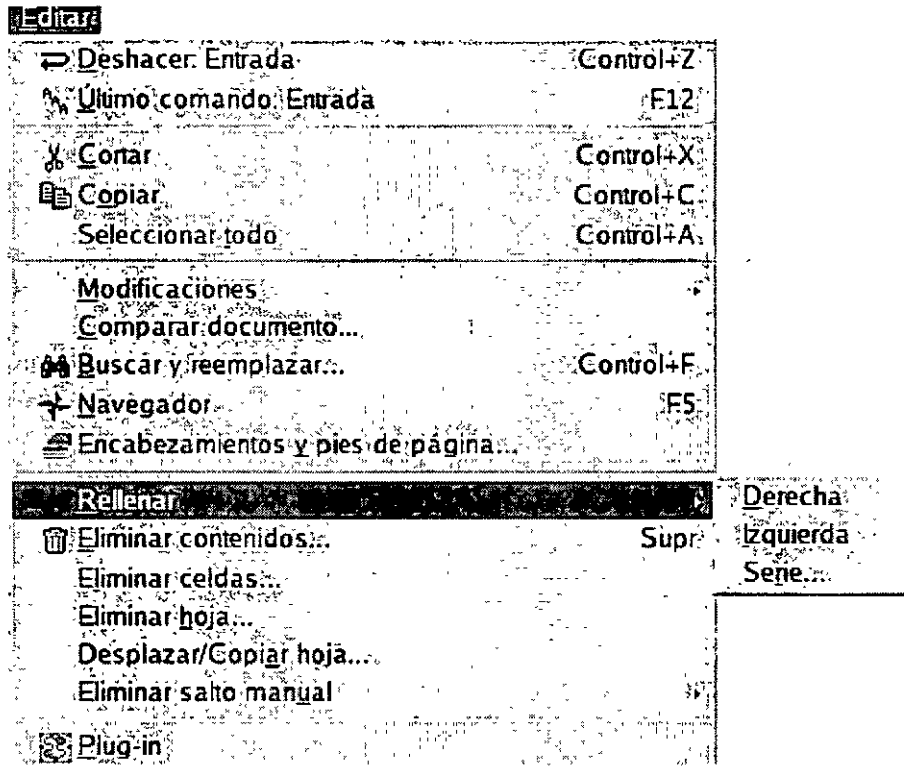 Editar
Deshacer: Entrada Control+Z
Último comando: Entrada F12
Cortar Control+X
Copiar Control+C
Seleccionar todo Control+A
Modificaciones
Comparar documento...
Buscar y reemplazar... Control+F
Navegador F5
Encabezamientos y pies de página...
Rellenar
Derecha
Izquierda
Serie...
Eliminar contenidos... Supr
Eliminar celdas...
Eliminar hoja...
Desplazar/Copiar hoja...
Eliminar salto manual
Plug-in